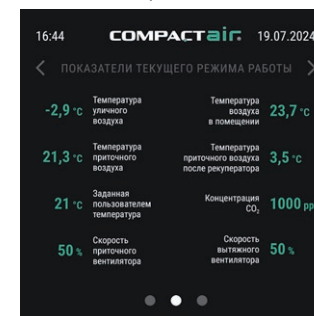 16:44 COMPACTair. 19.07.2024
ПОКАЗАТЕЛИ ТЕКУЩЕГО РЕЖИМА РАБОТЫ
-2,9 °C Температура уличного воздуха
Температура воздуха в помещении 23,7 °C
21,3 °C Температура приточного воздуха
Температура приточного воздуха после рекуператора 3,5 °C
21 °C Заданная пользователем температура
Концентрация CO₂ 1000 pp
50 % Скорость приточного вентилятора
Скорость вытяжного вентилятора 50 %